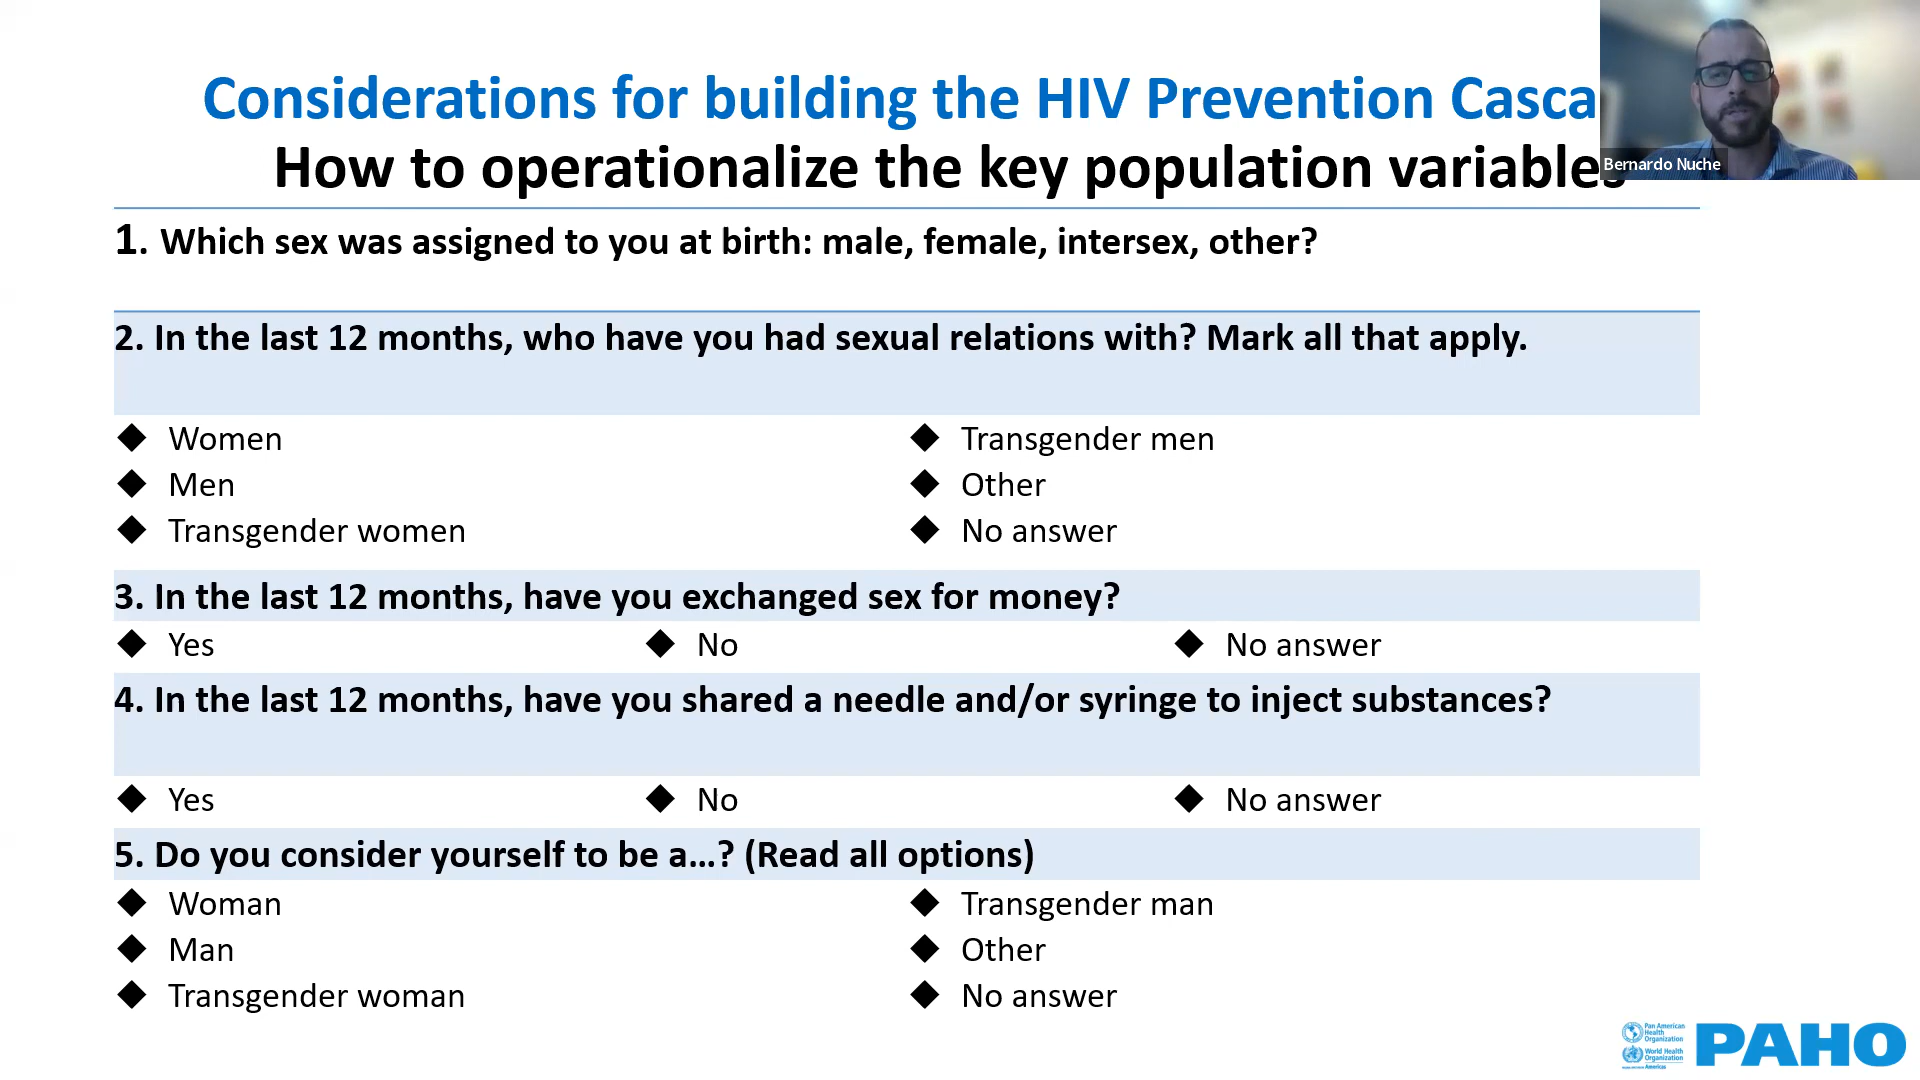 Considerations for building the HIV Prevention Casca
How to operationalize the key population variables
Bernardo Nuche
1. Which sex was assigned to you at birth: male, female, intersex, other?
2. In the last 12 months, who have you had sexual relations with? Mark all that apply.
Women
Transgender men
Men
Other
Transgender women
No answer
3. In the last 12 months, have you exchanged sex for money?
Yes No No answer
4. In the last 12 months, have you shared a needle and/or syringe to inject substances?
Yes No No answer
5. Do you consider yourself to be a...? (Read all options)
Woman
Transgender man
Man
Other
Transgender woman
No answer
Pan American
Health
Organization
World Health
Organization
Americas
PAHO